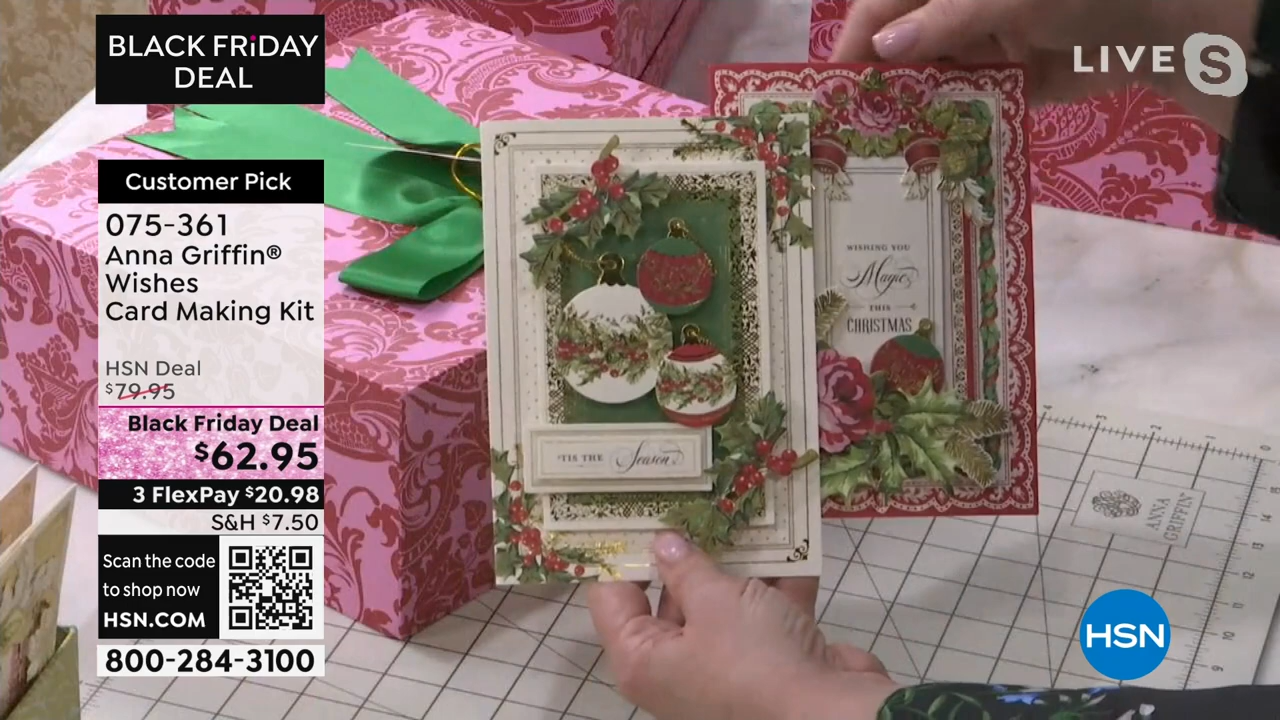 BLACK FRiDAY
DEAL
Customer Pick
075-361
Anna Griffin®
Wishes
Card Making Kit
HSN Deal
$79.95
Black Friday Deal
$62.95
3 FlexPay $20.98
S&H $7.50
Scan the code
to shop now
HSN.COM
800-284-3100
LIVE S
'TIS THE Season
WISHING YOU
Magic
THIS
CHRISTMAS
ANNA
GRIFFIN
HSN